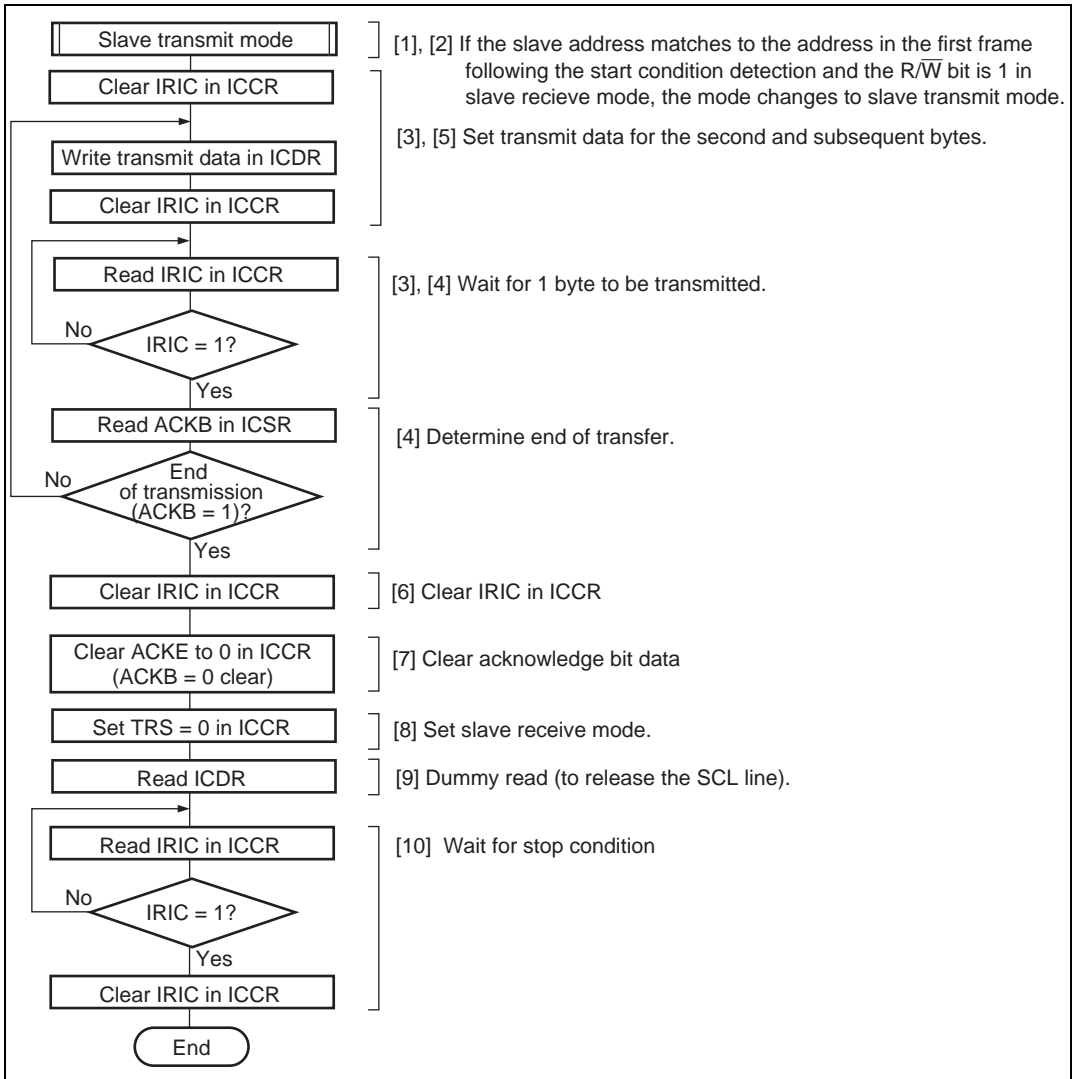 Slave transmit mode
[1], [2] If the slave address matches to the address in the first frame
following the start condition detection and the R/W̅ bit is 1 in
slave recieve mode, the mode changes to slave transmit mode.
Clear IRIC in ICCR
[3], [5] Set transmit data for the second and subsequent bytes.
Write transmit data in ICDR
Clear IRIC in ICCR
Read IRIC in ICCR
[3], [4] Wait for 1 byte to be transmitted.
No
IRIC = 1?
Yes
Read ACKB in ICSR
[4] Determine end of transfer.
No
End
of transmission
(ACKB = 1)?
Yes
Clear IRIC in ICCR
[6] Clear IRIC in ICCR
Clear ACKE to 0 in ICCR
(ACKB = 0 clear)
[7] Clear acknowledge bit data
Set TRS = 0 in ICCR
[8] Set slave receive mode.
Read ICDR
[9] Dummy read (to release the SCL line).
Read IRIC in ICCR
[10] Wait for stop condition
No
IRIC = 1?
Yes
Clear IRIC in ICCR
End